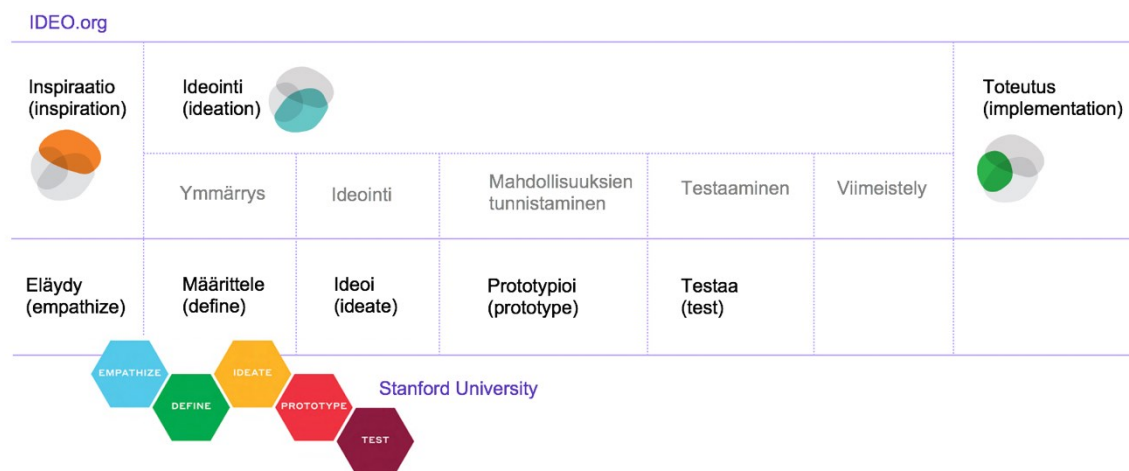 IDEO.org
Inspiraatio
(inspiration)
Ideointi
(ideation)
Toteutus
(implementation)
Ymmärrys
Ideointi
Mahdollisuuksien
tunnistaminen
Testaaminen
Viimeistely
Eläydy
(empathize)
Määrittele
(define)
Ideoi
(ideate)
Prototypioi
(prototype)
Testaa
(test)
EMPATHIZE
DEFINE
IDEATE
PROTOTYPE
TEST
Stanford University